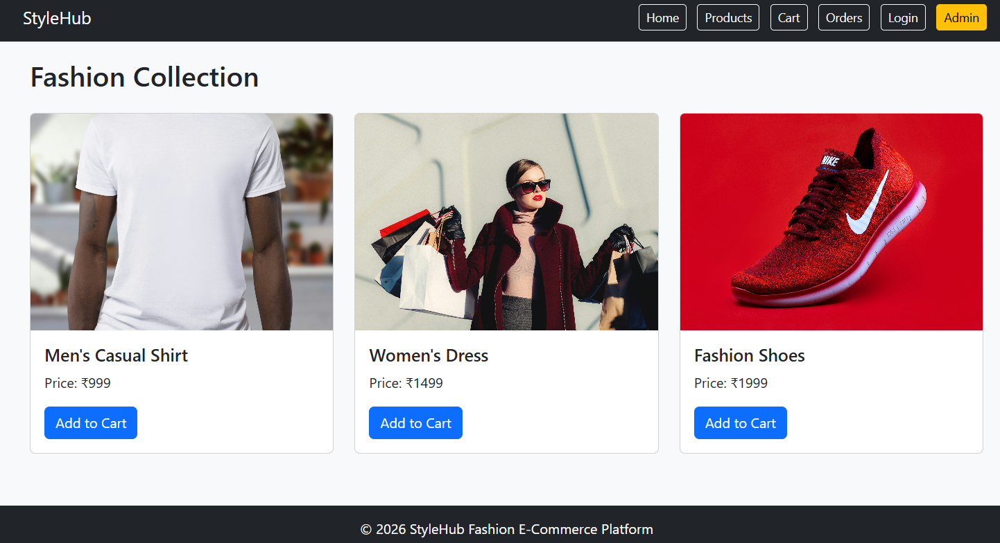 StyleHub
Home Products Cart Orders Login Admin
Fashion Collection
NIKE
Men's Casual Shirt
Price: ₹999
Add to Cart
Women's Dress
Price: ₹1499
Add to Cart
Fashion Shoes
Price: ₹1999
Add to Cart
© 2026 StyleHub Fashion E-Commerce Platform